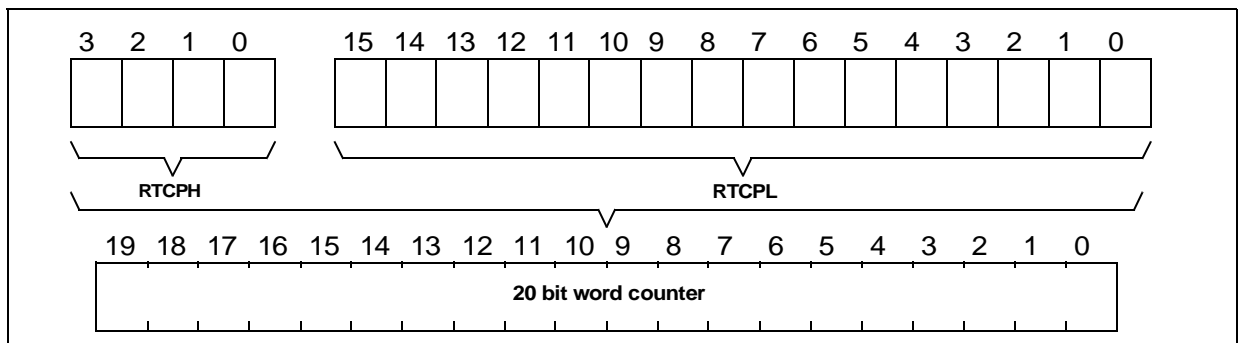 3 2 1 0 15 14 13 12 11 10 9 8 7 6 5 4 3 2 1 0
RTCPH RTCPL
19 18 17 16 15 14 13 12 11 10 9 8 7 6 5 4 3 2 1 0
20 bit word counter